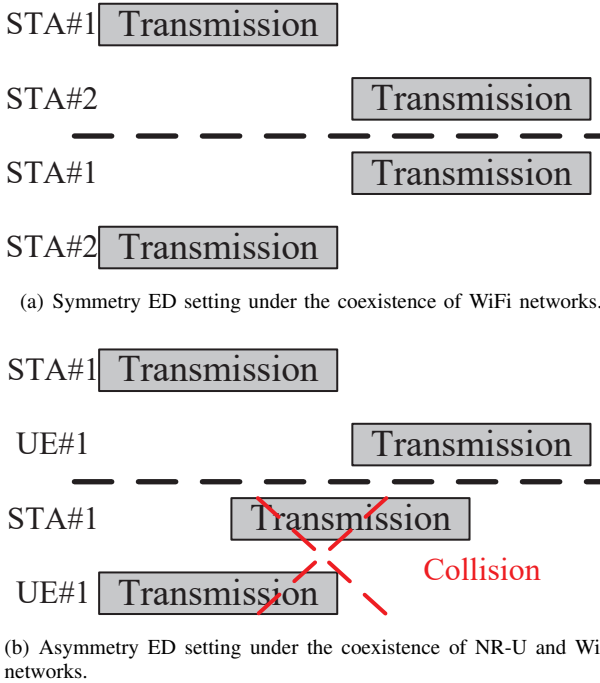 STA#1 Transmission
STA#2 Transmission
STA#1 Transmission
STA#2 Transmission
(a) Symmetry ED setting under the coexistence of WiFi networks.
STA#1 Transmission
UE#1 Transmission
STA#1 Transmission
Collision
UE#1 Transmission
(b) Asymmetry ED setting under the coexistence of NR-U and Wi
networks.